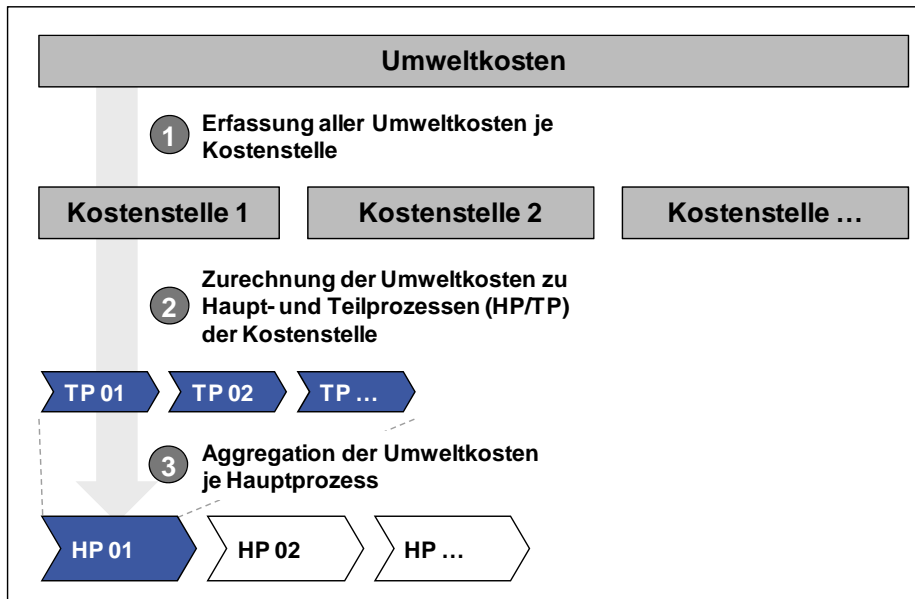 Umweltkosten
1
Erfassung aller Umweltkosten je
Kostenstelle
Kostenstelle 1
Kostenstelle 2
Kostenstelle …
2
Zurechnung der Umweltkosten zu
Haupt- und Teilprozessen (HP/TP)
der Kostenstelle
TP 01
TP 02
TP …
3
Aggregation der Umweltkosten
je Hauptprozess
HP 01
HP 02
HP …